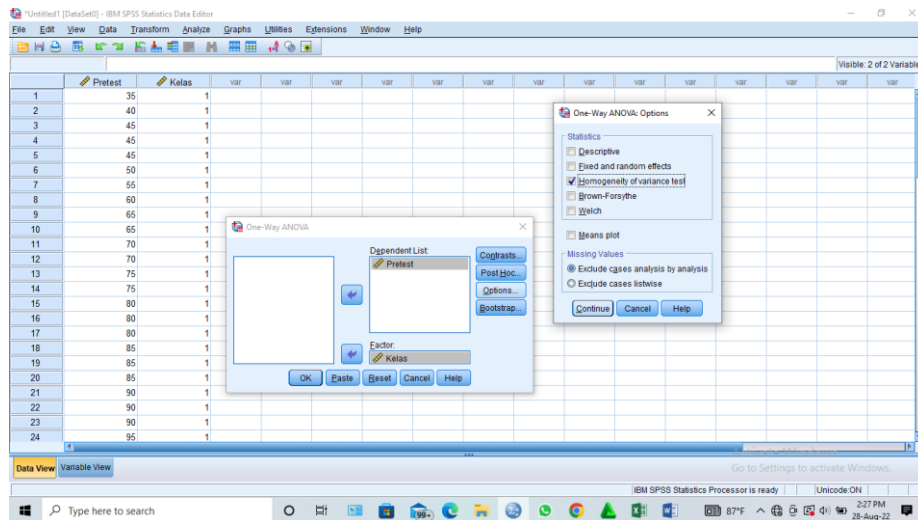 *Untitled1 [DataSet0] - IBM SPSS Statistics Data Editor
File Edit View Data Transform Analyze Graphs Utilities Extensions Window Help
Visible: 2 of 2 Variable
Pretest Kelas var var var var var var var var var var var
1 35 1
2 40 1
3 45 1
4 45 1
5 45 1
6 50 1
7 55 1
8 60 1
9 65 1
10 65 1
11 70 1
12 70 1
13 75 1
14 75 1
15 80 1
16 80 1
17 80 1
18 85 1
19 85 1
20 85 1
21 90 1
22 90 1
23 90 1
24 95 1
One-Way ANOVA
Dependent List:
Pretest
Contrasts...
Post Hoc...
Options...
Bootstrap...
Factor:
Kelas
OK Paste Reset Cancel Help
One-Way ANOVA: Options
Statistics
Descriptive
Fixed and random effects
Homogeneity of variance test
Brown-Forsythe
Welch
Means plot
Missing Values
Exclude cases analysis by analysis
Exclude cases listwise
Continue Cancel Help
Data View Variable View
Go to Settings to activate Windows.
IBM SPSS Statistics Processor is ready Unicode:ON
Type here to search
99+
87°F
2:27 PM
28-Aug-22